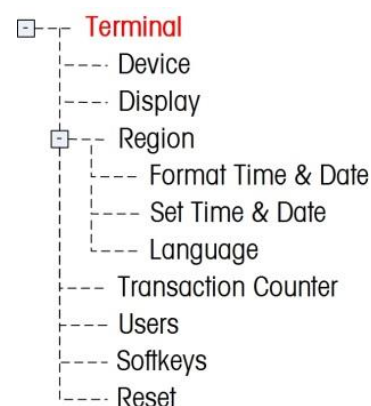 Terminal
Device
Display
Region
Format Time & Date
Set Time & Date
Language
Transaction Counter
Users
Softkeys
Reset